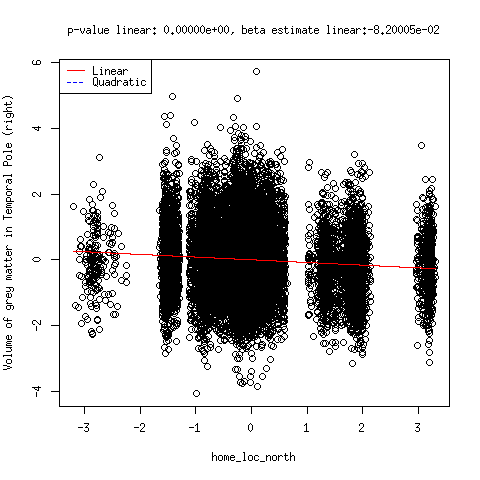 p-value linear: 0.00000e+00, beta estimate linear:-8.20005e-02
Linear
Quadratic
Volume of grey matter in Temporal Pole (right)
6
4
2
0
-2
-4
-3 -2 -1 0 1 2 3
home_loc_north